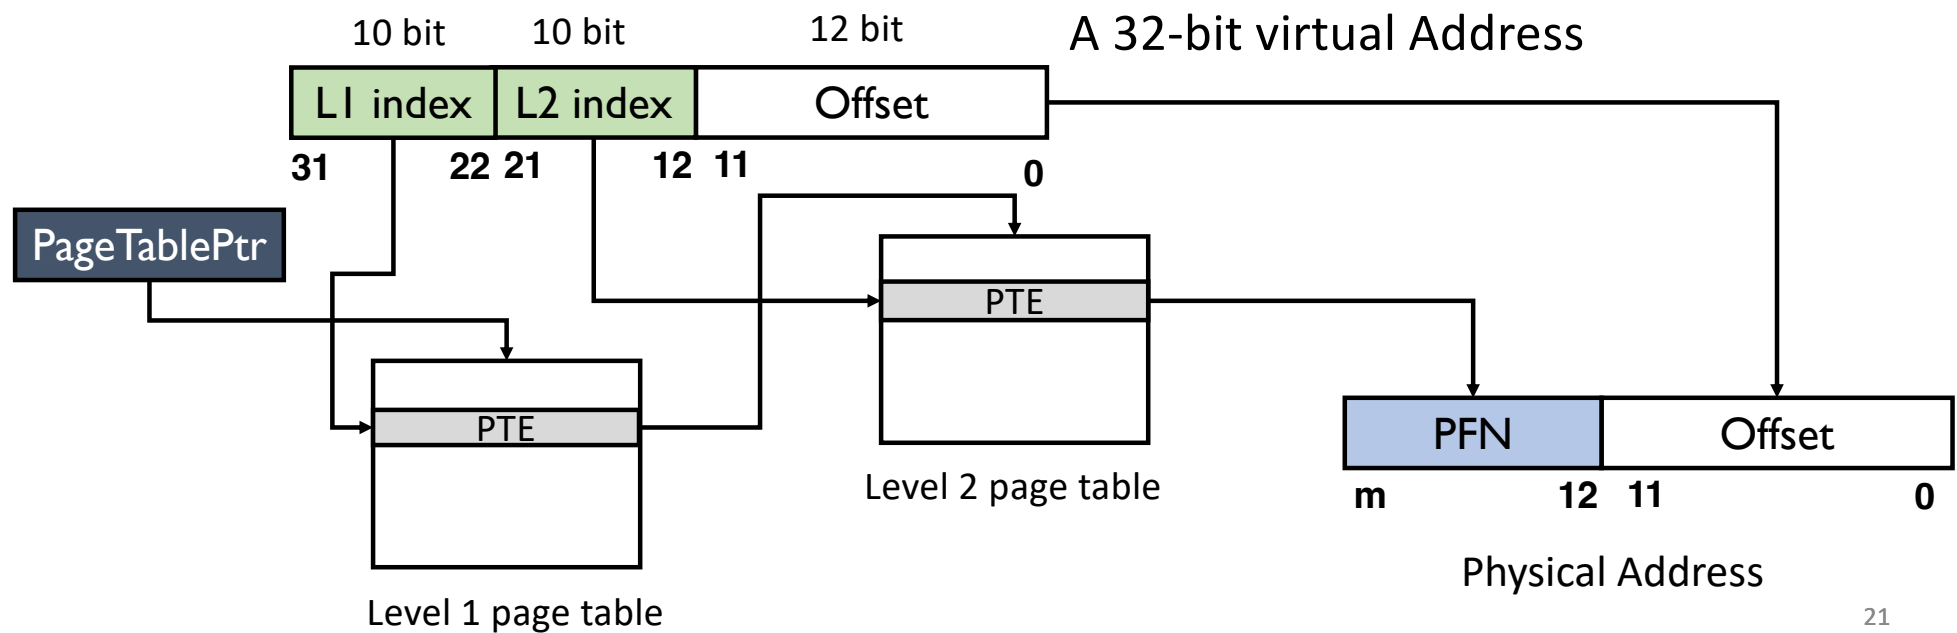 10 bit
10 bit
12 bit
A 32-bit virtual Address
L1 index
L2 index
Offset
31
22
21
12
11
0
PageTablePtr
PTE
PTE
Level 2 page table
PFN
Offset
m
12
11
0
Level 1 page table
Physical Address
21